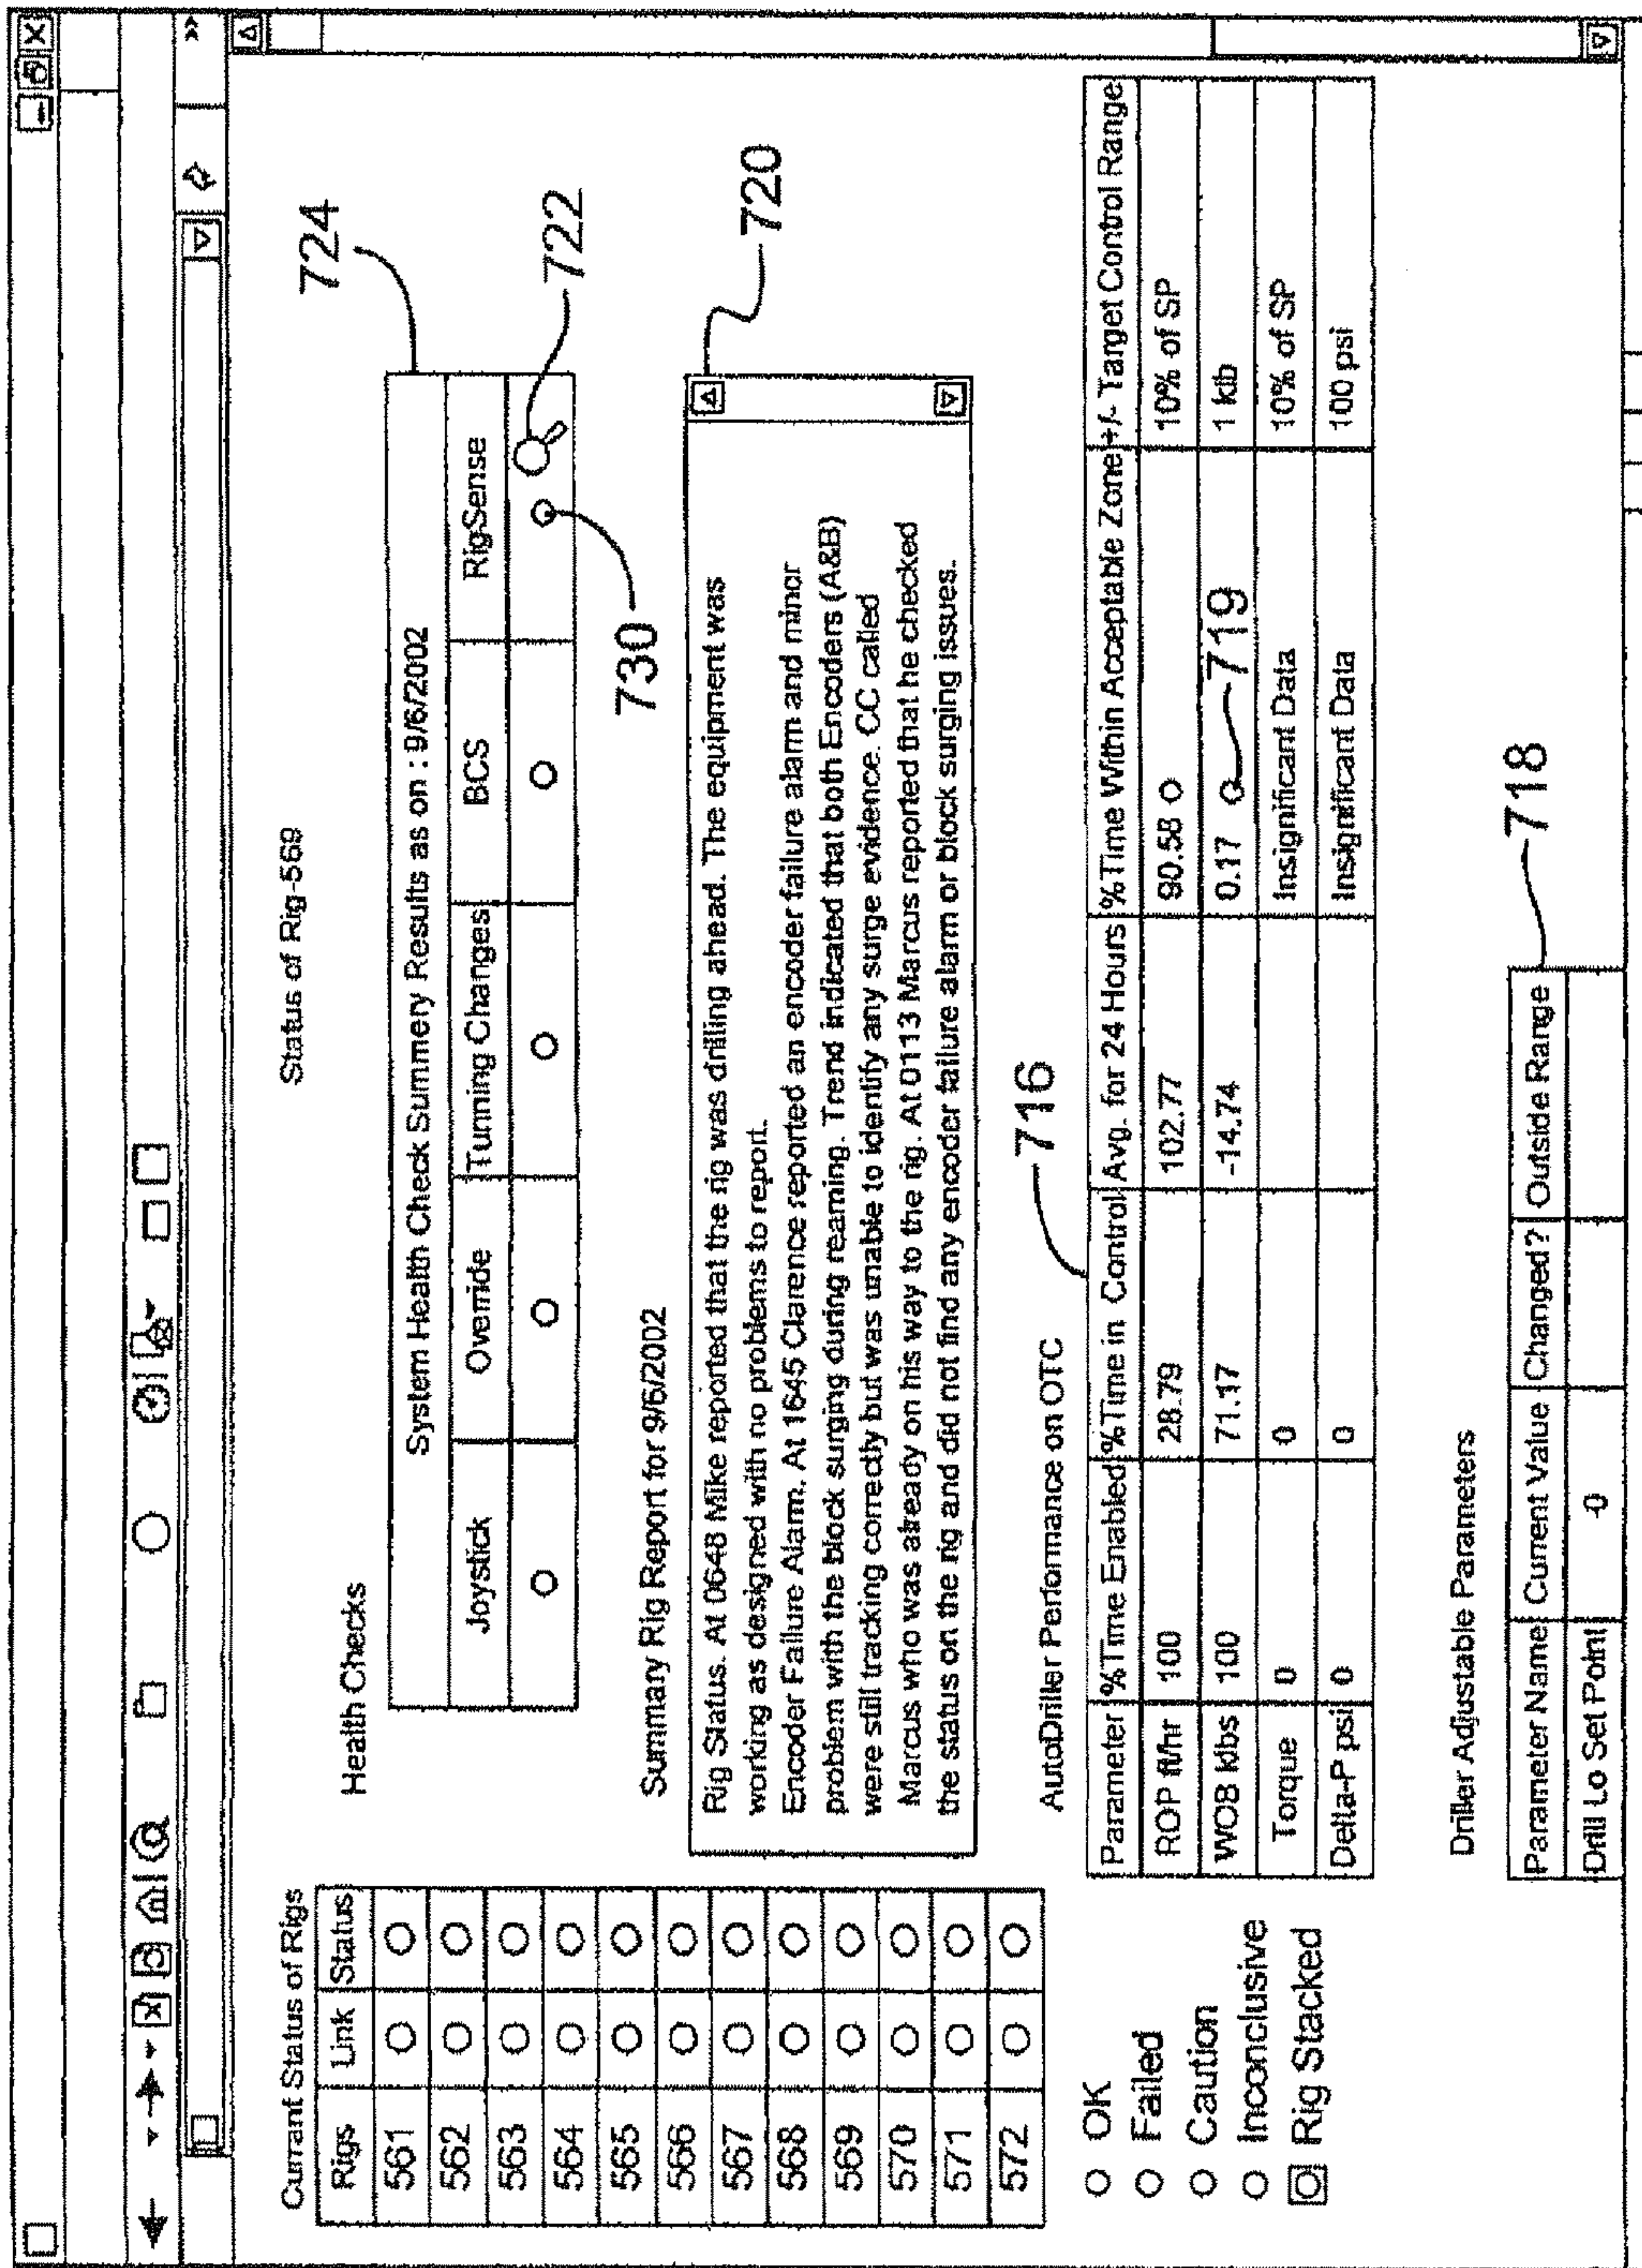 Status of Rig-569
Currant Status of Rigs
Rigs Link Status
561
562
563
564
565
566
567
568
569
570
571
572
OK
Failed
Caution
Inconclusive
Rig Stacked
Health Checks
724
System Health Check Summery Results as on : 9/6/2002
Joystick Override Tunning Changes BCS RigSense
722
730
Summary Rig Report for 9/6/2002
720
Rig Status. At 0648 Mike reported that the rig was drilling ahead. The equipment was
working as designed with no problems to report.
Encoder Failure Alarm. At 1645 Clarence reported an encoder failure alarm and minor
problem with the block surging during reaming. Trend indicated that both Encoders (A&B)
were still tracking correctly but was unable to identify any surge evidence. CC called
Marcus who was already on his way to the rig. At 0113 Marcus reported that he checked
the status on the rig and did not find any encoder failure alarm or block surging issues.
AutoDriller Performance on OTC
716
Parameter %Time Enabled %Time in Control Avg. for 24 Hours %Time Within Acceptable Zone +/- Target Control Range
ROP ft/hr 100 28.79 102.77 90.58 10% of SP
WOB klbs 100 71.17 -14.74 0.17 719 1 klb
Torque 0 0 Insignificant Data 10% of SP
Delta-P psi 0 0 Insignificant Data 100 psi
Driller Adjustable Parameters
718
Parameter Name Current Value Changed? Outside Range
Drill Lo Set Point 0